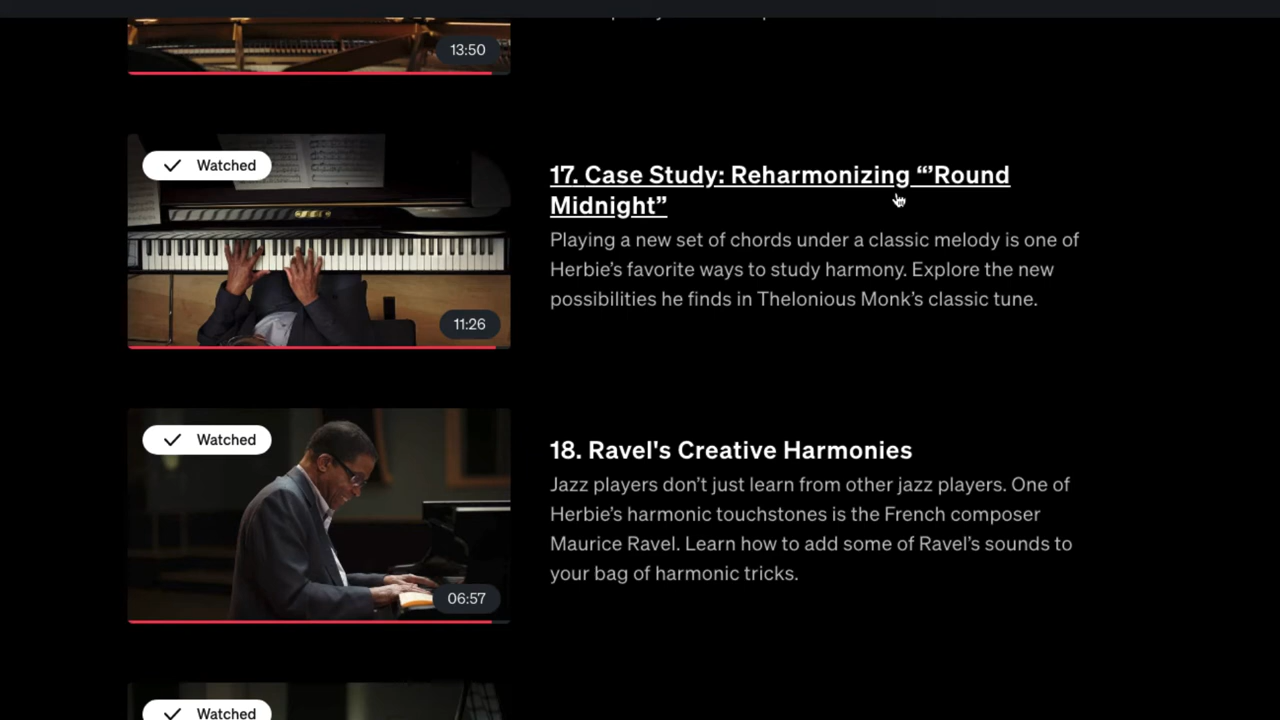 13:50
Watched
11:26
17. Case Study: Reharmonizing “’Round
Midnight”
Playing a new set of chords under a classic melody is one of
Herbie’s favorite ways to study harmony. Explore the new
possibilities he finds in Thelonious Monk’s classic tune.
Watched
06:57
18. Ravel's Creative Harmonies
Jazz players don’t just learn from other jazz players. One of
Herbie’s harmonic touchstones is the French composer
Maurice Ravel. Learn how to add some of Ravel’s sounds to
your bag of harmonic tricks.
Watched